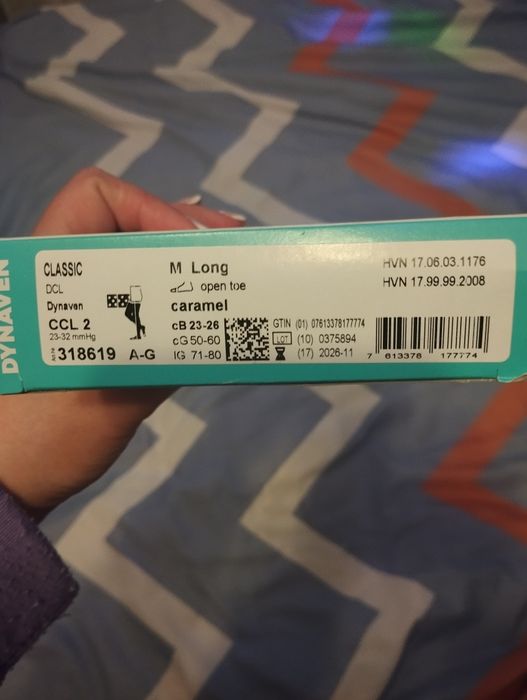 DYNAVEN
CLASSIC
DCL
Dynaven
CCL 2
23-32 mmHg
318619 A-G
M Long
open toe
caramel
cB 23-26
cG 50-60
lG 71-80
GTIN (01) 07613378177774
LOT (10) 0375894
(17) 2026-11
HVN 17.06.03.1176
HVN 17.99.99.2008
7 613378 177774